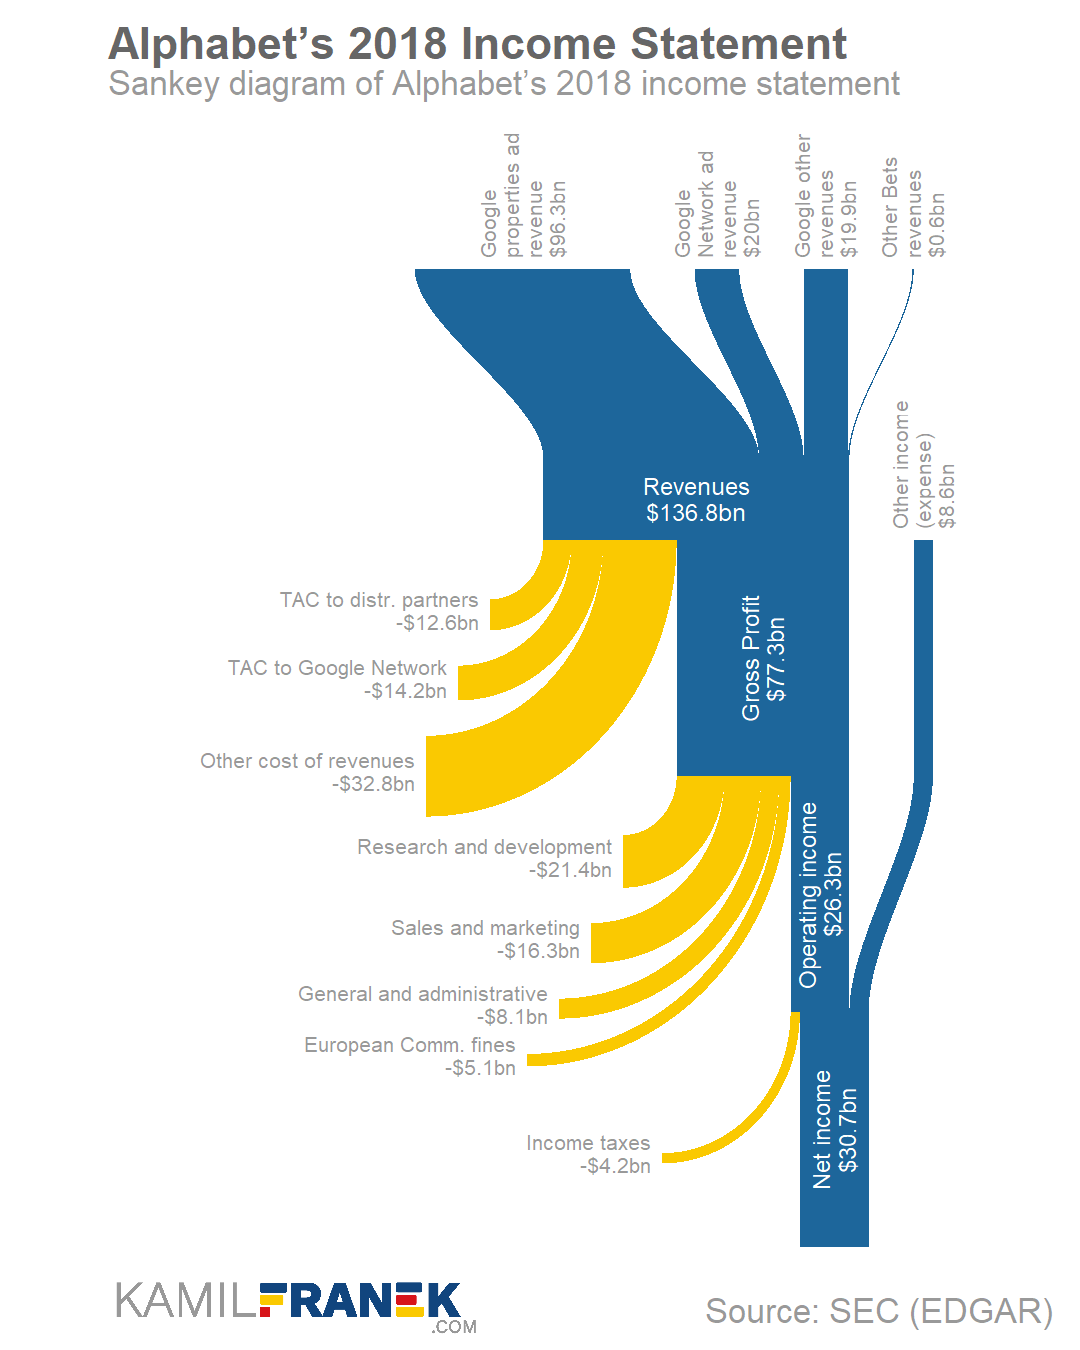 Alphabet’s 2018 Income Statement
Sankey diagram of Alphabet’s 2018 income statement
Google
properties ad
revenue
$96.3bn
Google
Network ad
revenue
$20bn
Google other
revenues
$19.9bn
Other Bets
revenues
$0.6bn
Other income
(expense)
$8.6bn
Revenues
$136.8bn
TAC to distr. partners
-$12.6bn
TAC to Google Network
-$14.2bn
Other cost of revenues
-$32.8bn
Gross Profit
$77.3bn
Research and development
-$21.4bn
Sales and marketing
-$16.3bn
General and administrative
-$8.1bn
European Comm. fines
-$5.1bn
Operating income
$26.3bn
Income taxes
-$4.2bn
Net income
$30.7bn
KAMILFRANEK
.COM
Source: SEC (EDGAR)